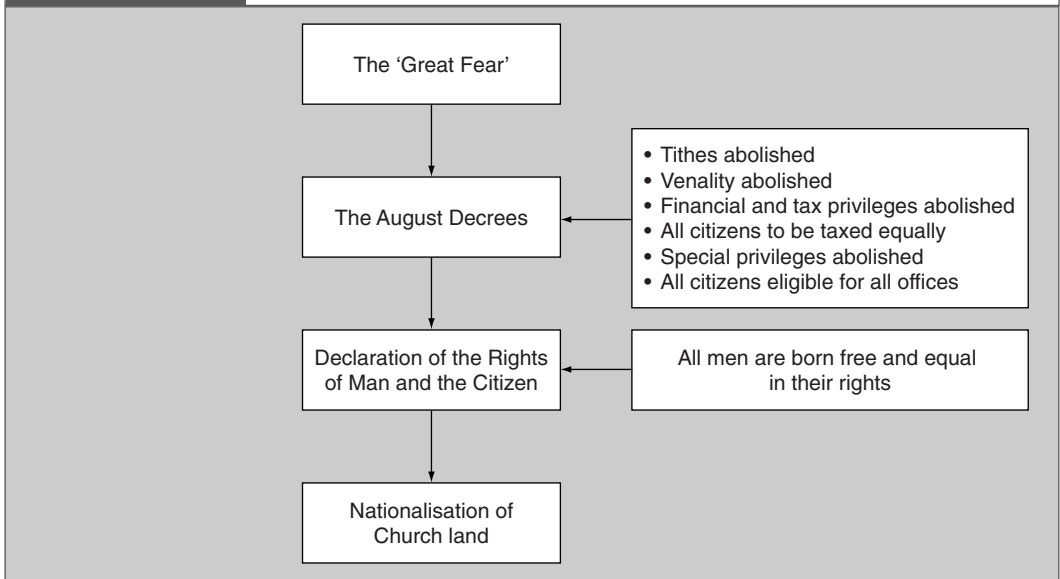 The ‘Great Fear’
The August Decrees
• Tithes abolished
• Venality abolished
• Financial and tax privileges abolished
• All citizens to be taxed equally
• Special privileges abolished
• All citizens eligible for all offices
Declaration of the Rights
of Man and the Citizen
All men are born free and equal
in their rights
Nationalisation of
Church land